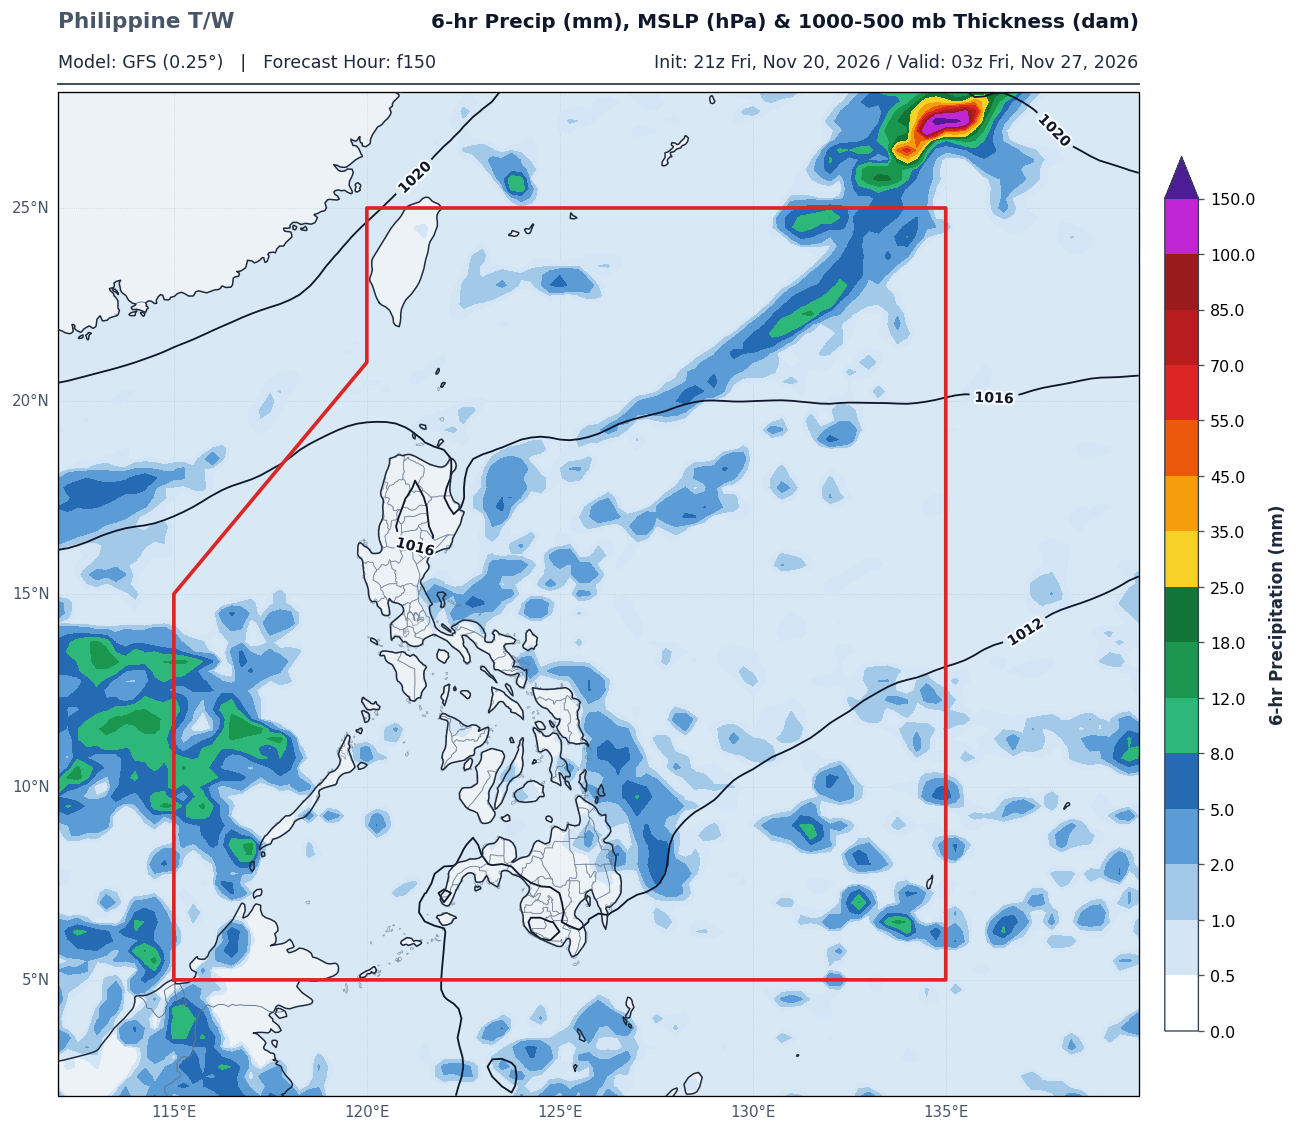 Philippine T/W
6-hr Precip (mm), MSLP (hPa) & 1000-500 mb Thickness (dam)
Model: GFS (0.25°) | Forecast Hour: f150
Init: 21z Fri, Nov 20, 2026 / Valid: 03z Fri, Nov 27, 2026
1020
1020
1016
1016
1012
25°N
20°N
15°N
10°N
5°N
115°E
120°E
125°E
130°E
135°E
150.0
100.0
85.0
70.0
55.0
45.0
35.0
25.0
18.0
12.0
8.0
5.0
2.0
1.0
0.5
0.0
6-hr Precipitation (mm)